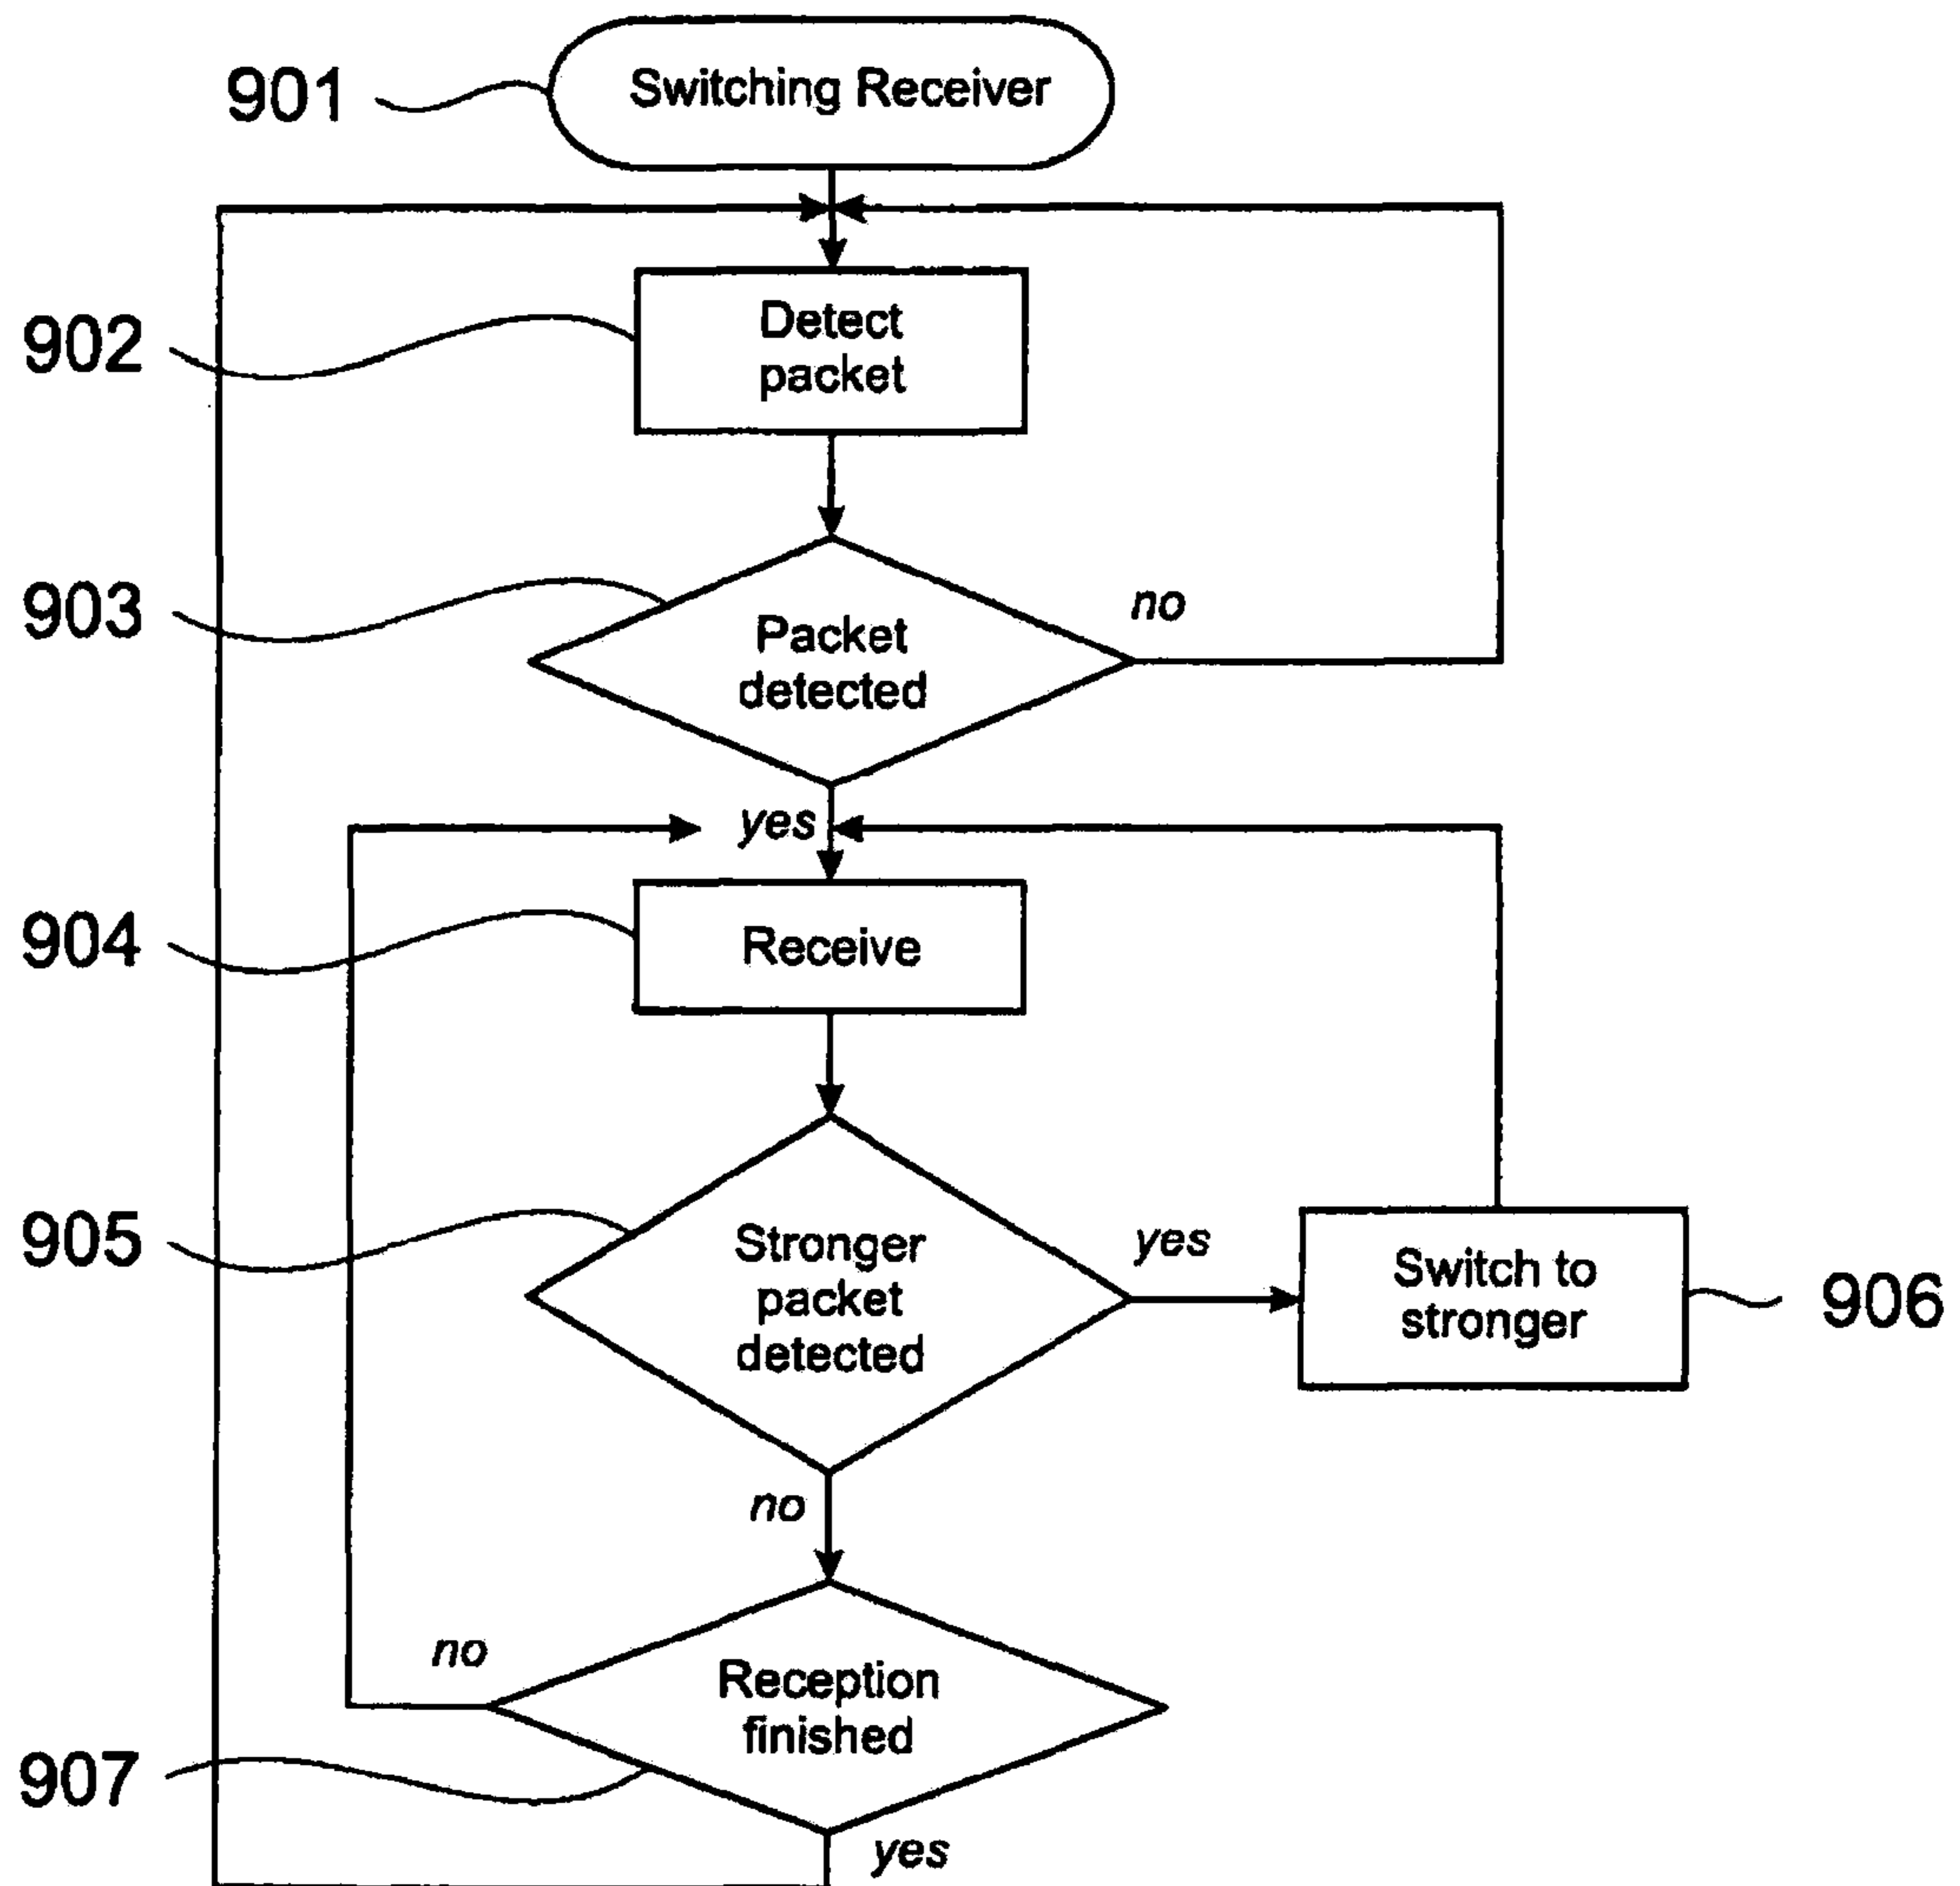 901
Switching Receiver
902
Detect
packet
903
Packet
detected
no
yes
904
Receive
905
Stronger
packet
detected
yes
Switch to
stronger
906
no
no
Reception
finished
907
yes